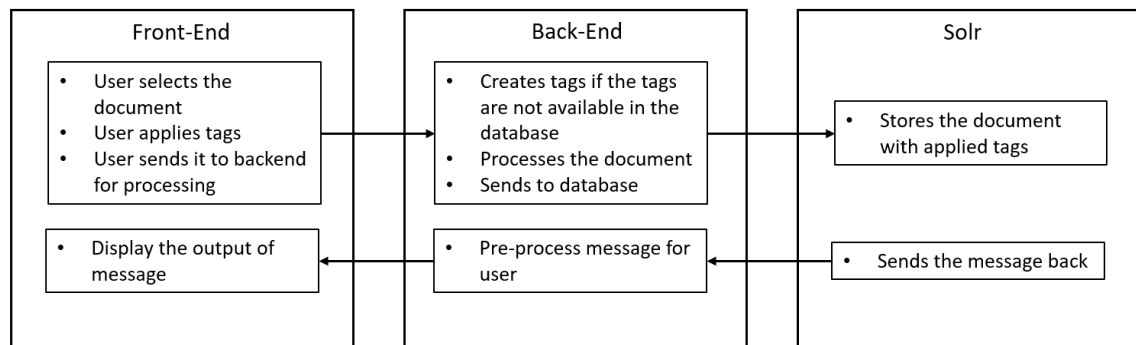 Front-End
• User selects the
document
• User applies tags
• User sends it to backend
for processing
• Display the output of
message
Back-End
• Creates tags if the tags
are not available in the
database
• Processes the document
• Sends to database
• Pre-process message for
user
Solr
• Stores the document
with applied tags
• Sends the message back